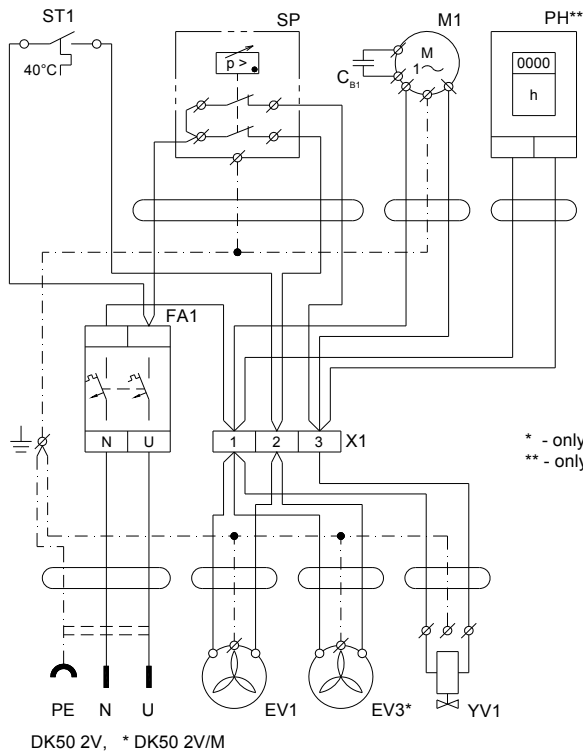 ST1
SP
M1
PH**
40°C
p >
M
1
C B1
0000
h
FA1
N U
1 2 3 X1
* - only
** - only
PE N U EV1 EV3* YV1
DK50 2V, * DK50 2V/M